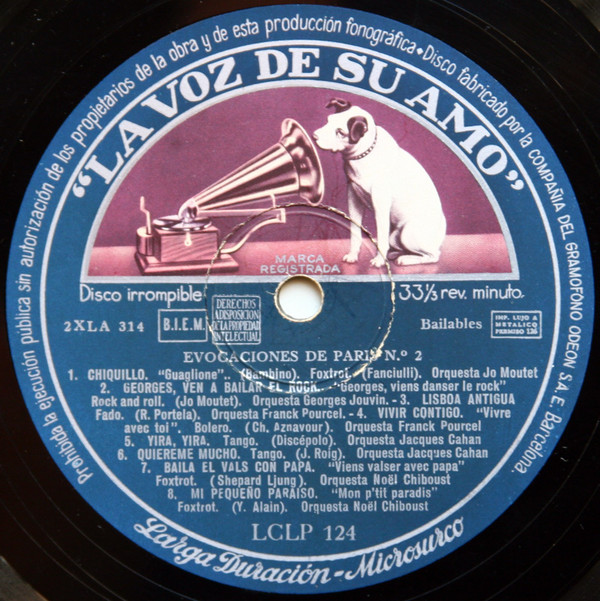 Prohibida la ejecución pública sin autorización de los propietarios de la obra y de esta producción fonográfica • Disco fabricado por la COMPAÑIA DEL GRAMÓFONO ODEON S.A.E. Barcelona.
"LA VOZ DE SU AMO"
MARCA
REGISTRADA
Disco irrompible
33⅓ rev. minuto.
2XLA 314
B.I.E.M.
DERECHOS
A DISPOSICION
DE LA PROPIEDAD
INTELECTUAL
Bailables
IMP. LUJO A
METALICO
PERMISO 136
EVOCACIONES DE PARIS N.º 2
1. CHIQUILLO. "Guaglione". (Bambino). Foxtrot. (Fanciulli). Orquesta Jo Moutet
2. GEORGES, VEN A BAILAR EL ROCK. "Georges, viens danser le rock"
Rock and roll. (Jo Moutet). Orquesta Georges Jouvin. - 3. LISBOA ANTIGUA
Fado. (R. Portela). Orquesta Franck Pourcel. - 4. VIVIR CONTIGO. "Vivre
avec toi". Bolero. (Ch. Aznavour). Orquesta Franck Pourcel
5. YIRA, YIRA. Tango. (Discépolo). Orquesta Jacques Cahan
6. QUIEREME MUCHO. Tango. (J. Roig). Orquesta Jacques Cahan
7. BAILA EL VALS CON PAPA. "Viens valser avec papa"
Foxtrot. (Shepard Ljung). Orquesta Noël Chiboust
8. MI PEQUEÑO PARAISO. "Mon p'tit paradis"
Foxtrot. (Y. Alain). Orquesta Noël Chiboust
LCLP 124
Larga Duración - Microsurco